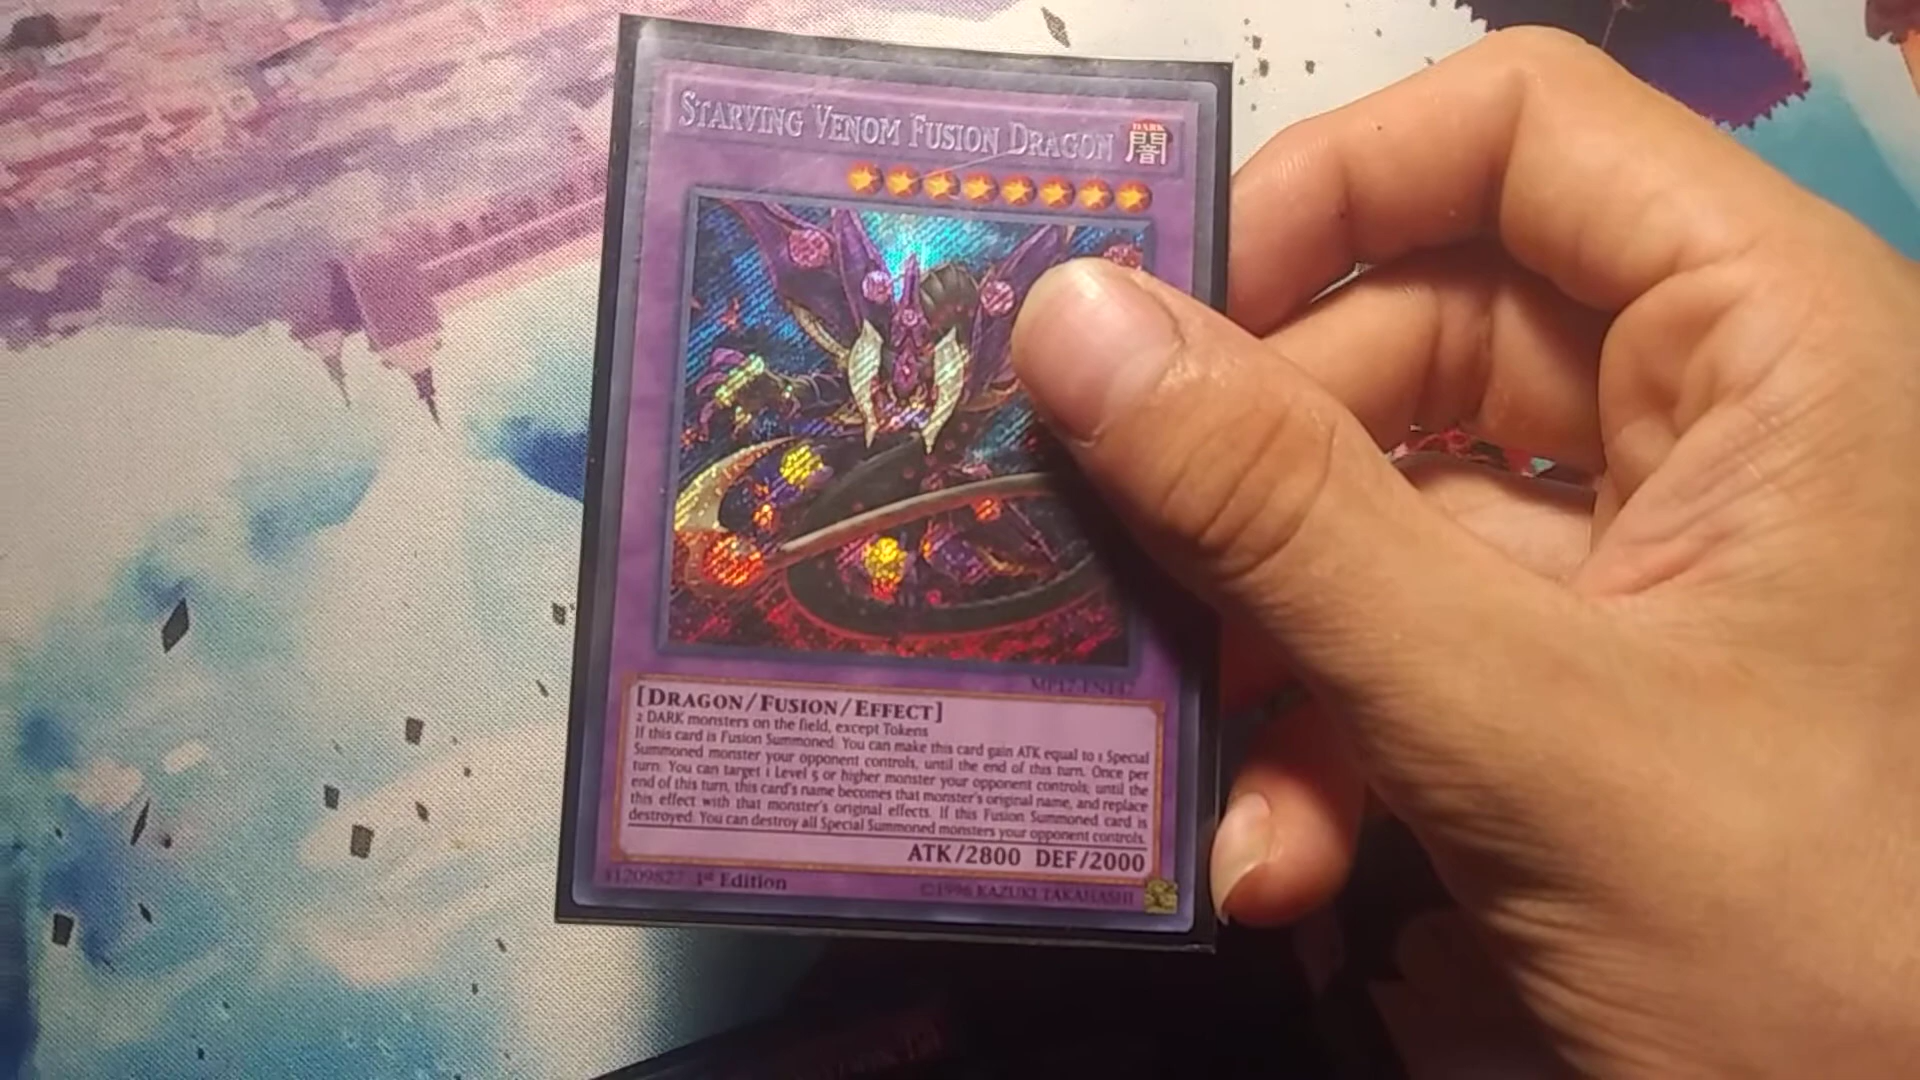 STARVING VENOM FUSION DRAGON
DARK
闇
[DRAGON/FUSION/EFFECT]
2 DARK monsters on the field, except Tokens
If this card is Fusion Summoned: You can make this card gain ATK equal to 1 Special
Summoned monster your opponent controls, until the end of this turn. Once per
turn: You can target 1 Level 5 or higher monster your opponent controls; until the
end of this turn, this card's name becomes that monster's original name, and replace
this effect with that monster's original effects. If this Fusion Summoned card is
destroyed: You can destroy all Special Summoned monsters your opponent controls.
ATK/2800 DEF/2000
1st Edition
©1996 KAZUKI TAKAHASHI